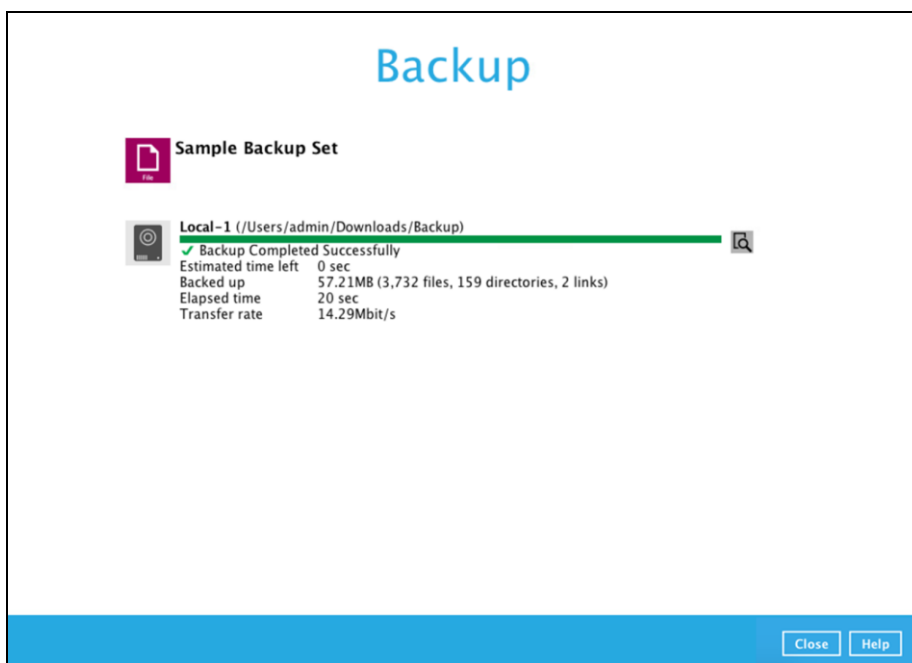 Backup
Sample Backup Set
File
Local-1 (/Users/admin/Downloads/Backup)
Backup Completed Successfully
Estimated time left 0 sec
Backed up 57.21MB (3,732 files, 159 directories, 2 links)
Elapsed time 20 sec
Transfer rate 14.29Mbit/s
Close Help